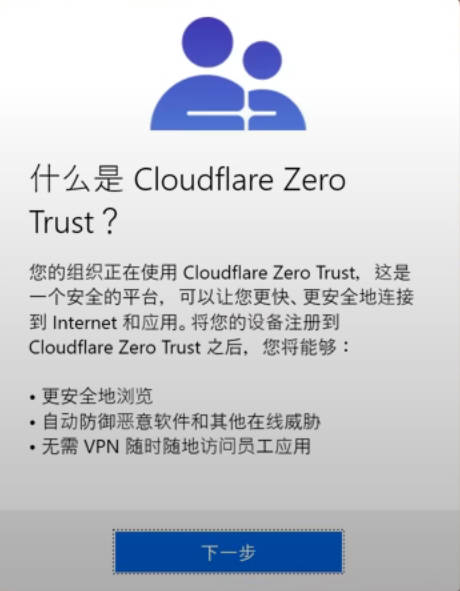 什么是 Cloudflare Zero
Trust？
您的组织正在使用 Cloudflare Zero Trust，这是
一个安全的平台，可以让您更快、更安全地连接
到 Internet 和应用。将您的设备注册到
Cloudflare Zero Trust 之后，您将能够：
• 更安全地浏览
• 自动防御恶意软件和其他在线威胁
• 无需 VPN 随时随地访问员工应用
下一步